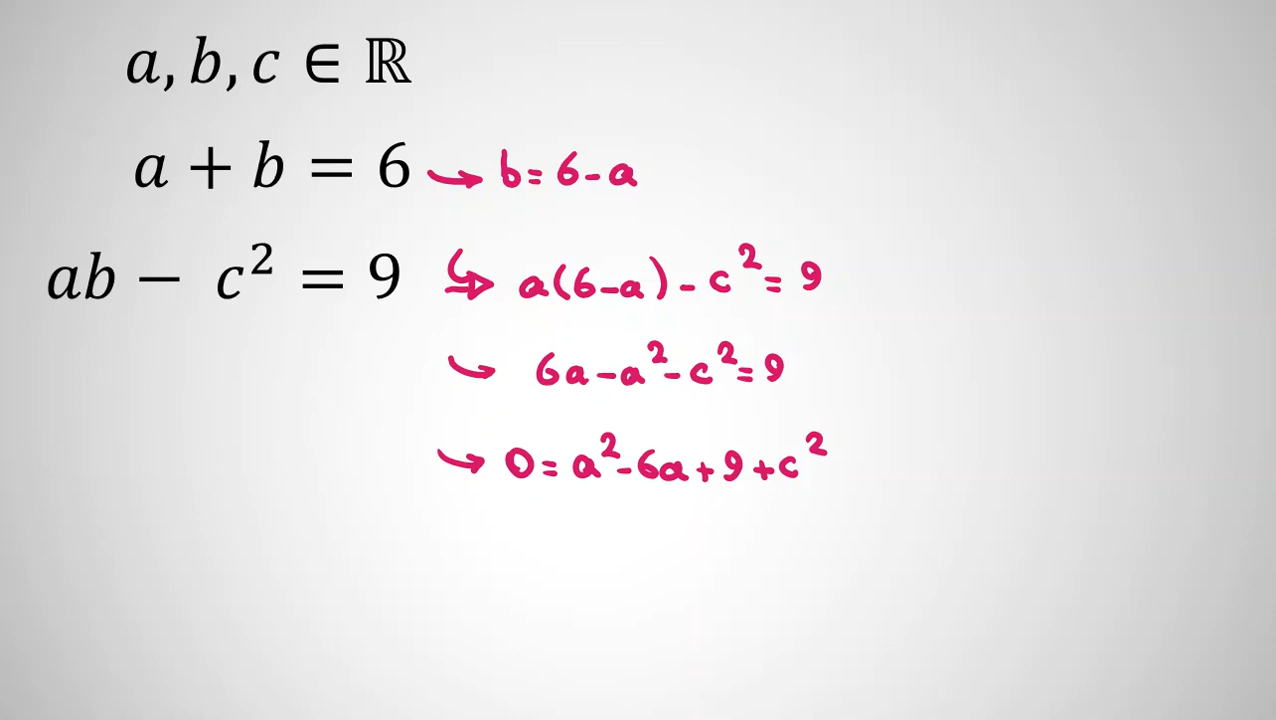 a, b, c ∈ ℝ
a + b = 6 → b = 6 - a
ab - c² = 9 ↪ a(6-a) - c² = 9
→ 6a - a² - c² = 9
→ 0 = a² - 6a + 9 + c²